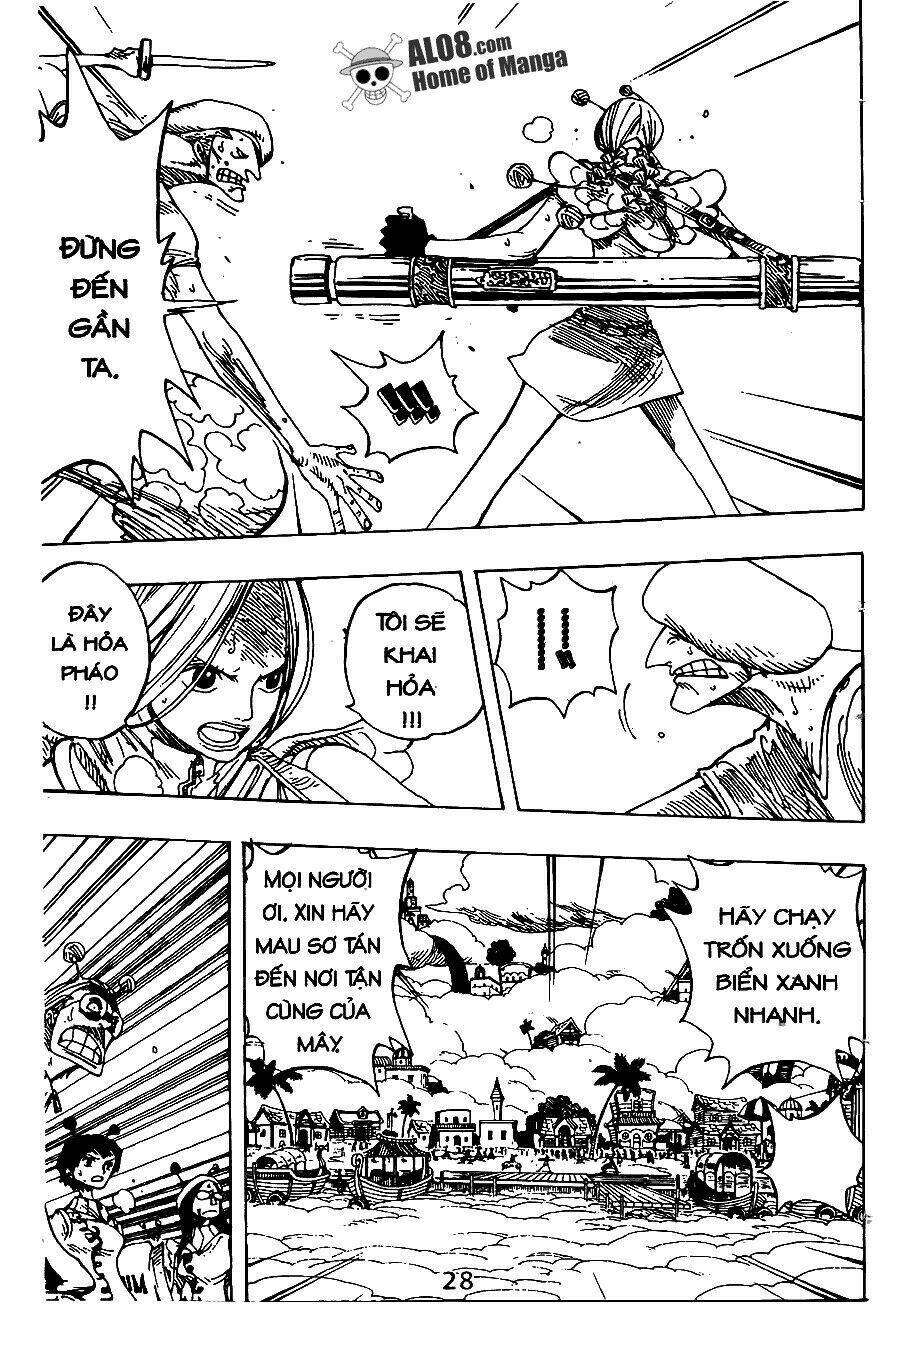 AL08.com
Home of Manga
ĐỪNG
ĐẾN
GẦN
TA.
!!!!
!!
TÔI SẼ
KHAI
HỎA
!!!
ĐÂY
LÀ HỎA
PHÁO
!!
HÃY CHẠY
TRỐN XUỐNG
BIỂN XANH
NHANH.
MỌI NGƯỜI
ƠI. XIN HÃY
MAU SƠ TÁN
ĐẾN NƠI TẬN
CÙNG CỦA
MÂY.
28